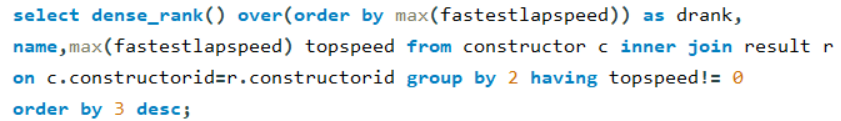 select dense_rank() over(order by max(fastestlapspeed)) as drank,
name,max(fastestlapspeed) topspeed from constructor c inner join result r
on c.constructorid=r.constructorid group by 2 having topspeed!= 0
order by 3 desc;